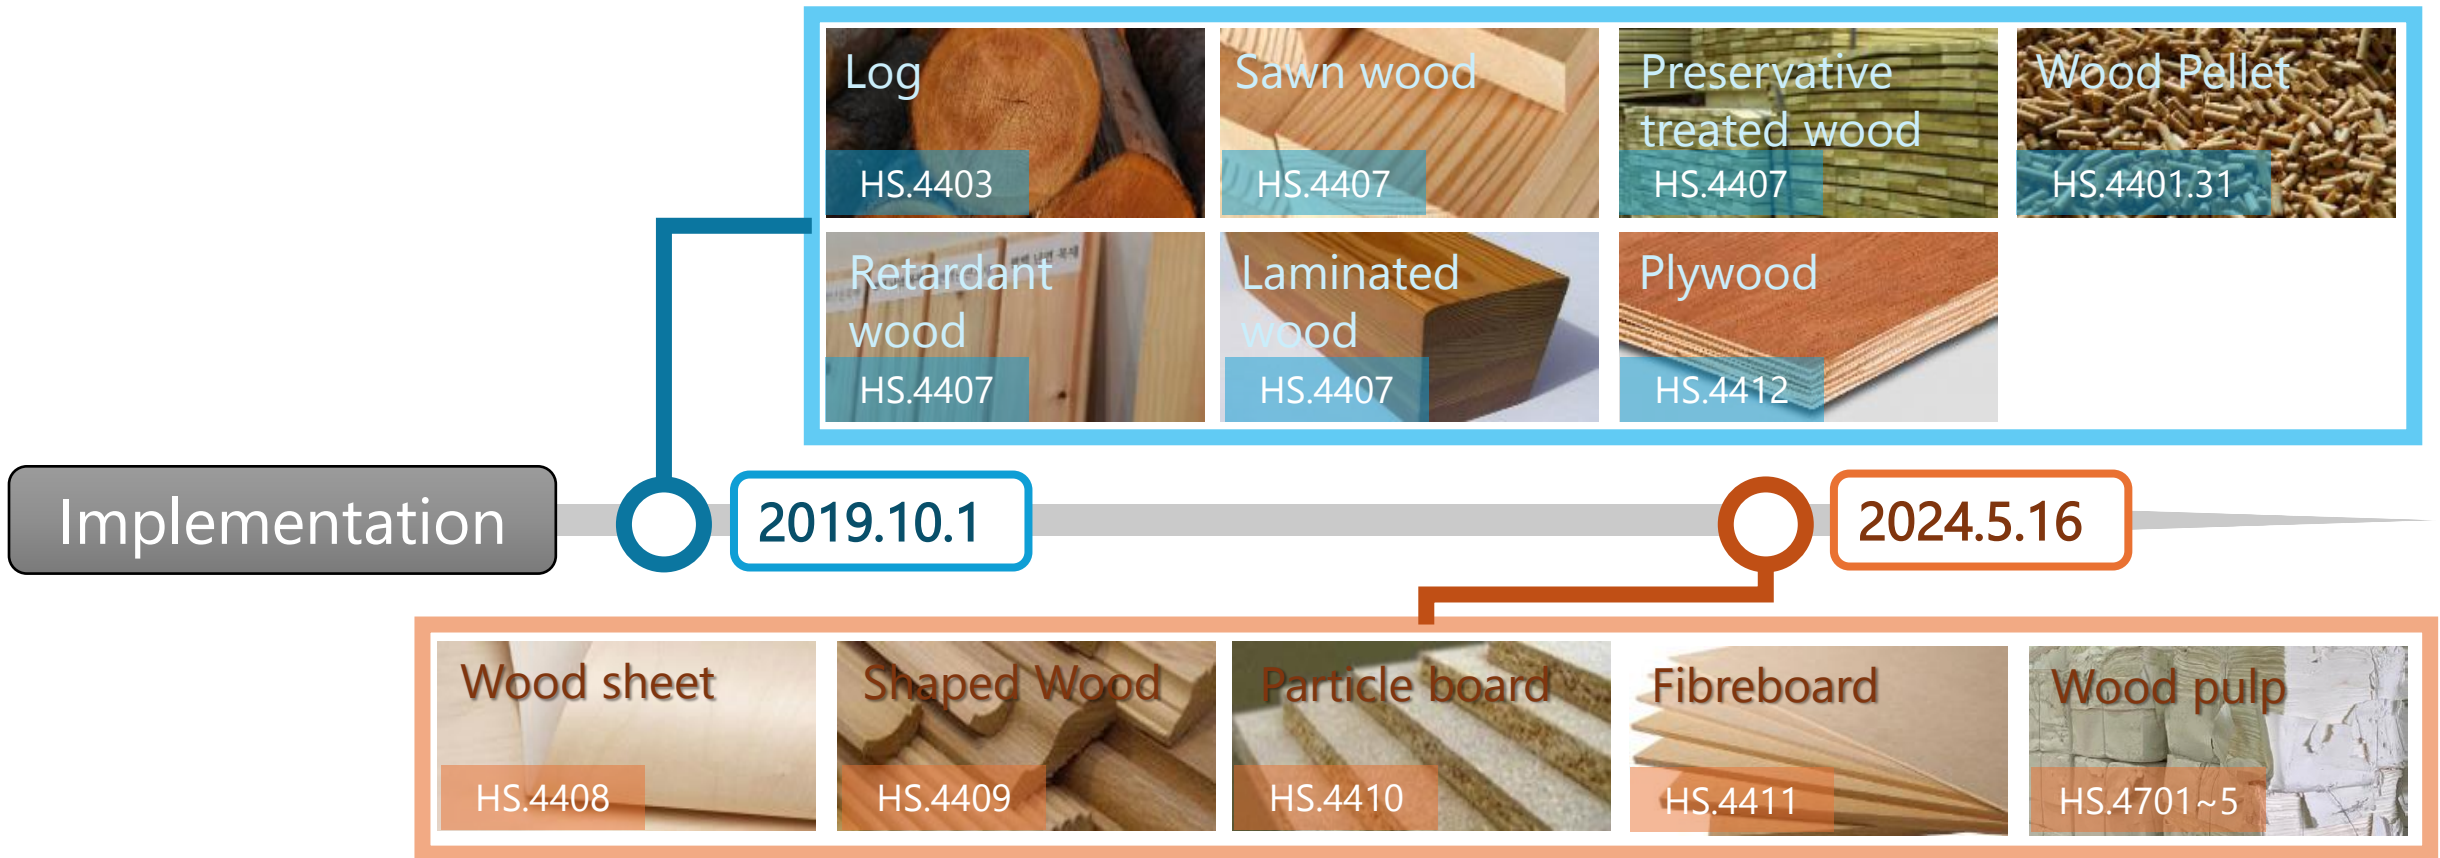 Log
HS.4403
Sawn wood
HS.4407
Preservative
treated wood
HS.4407
Wood Pellet
HS.4401.31
Retardant
wood
HS.4407
Laminated
wood
HS.4407
Plywood
HS.4412
Implementation
2019.10.1
2024.5.16
Wood sheet
HS.4408
Shaped Wood
HS.4409
Particle board
HS.4410
Fibreboard
HS.4411
Wood pulp
HS.4701~5